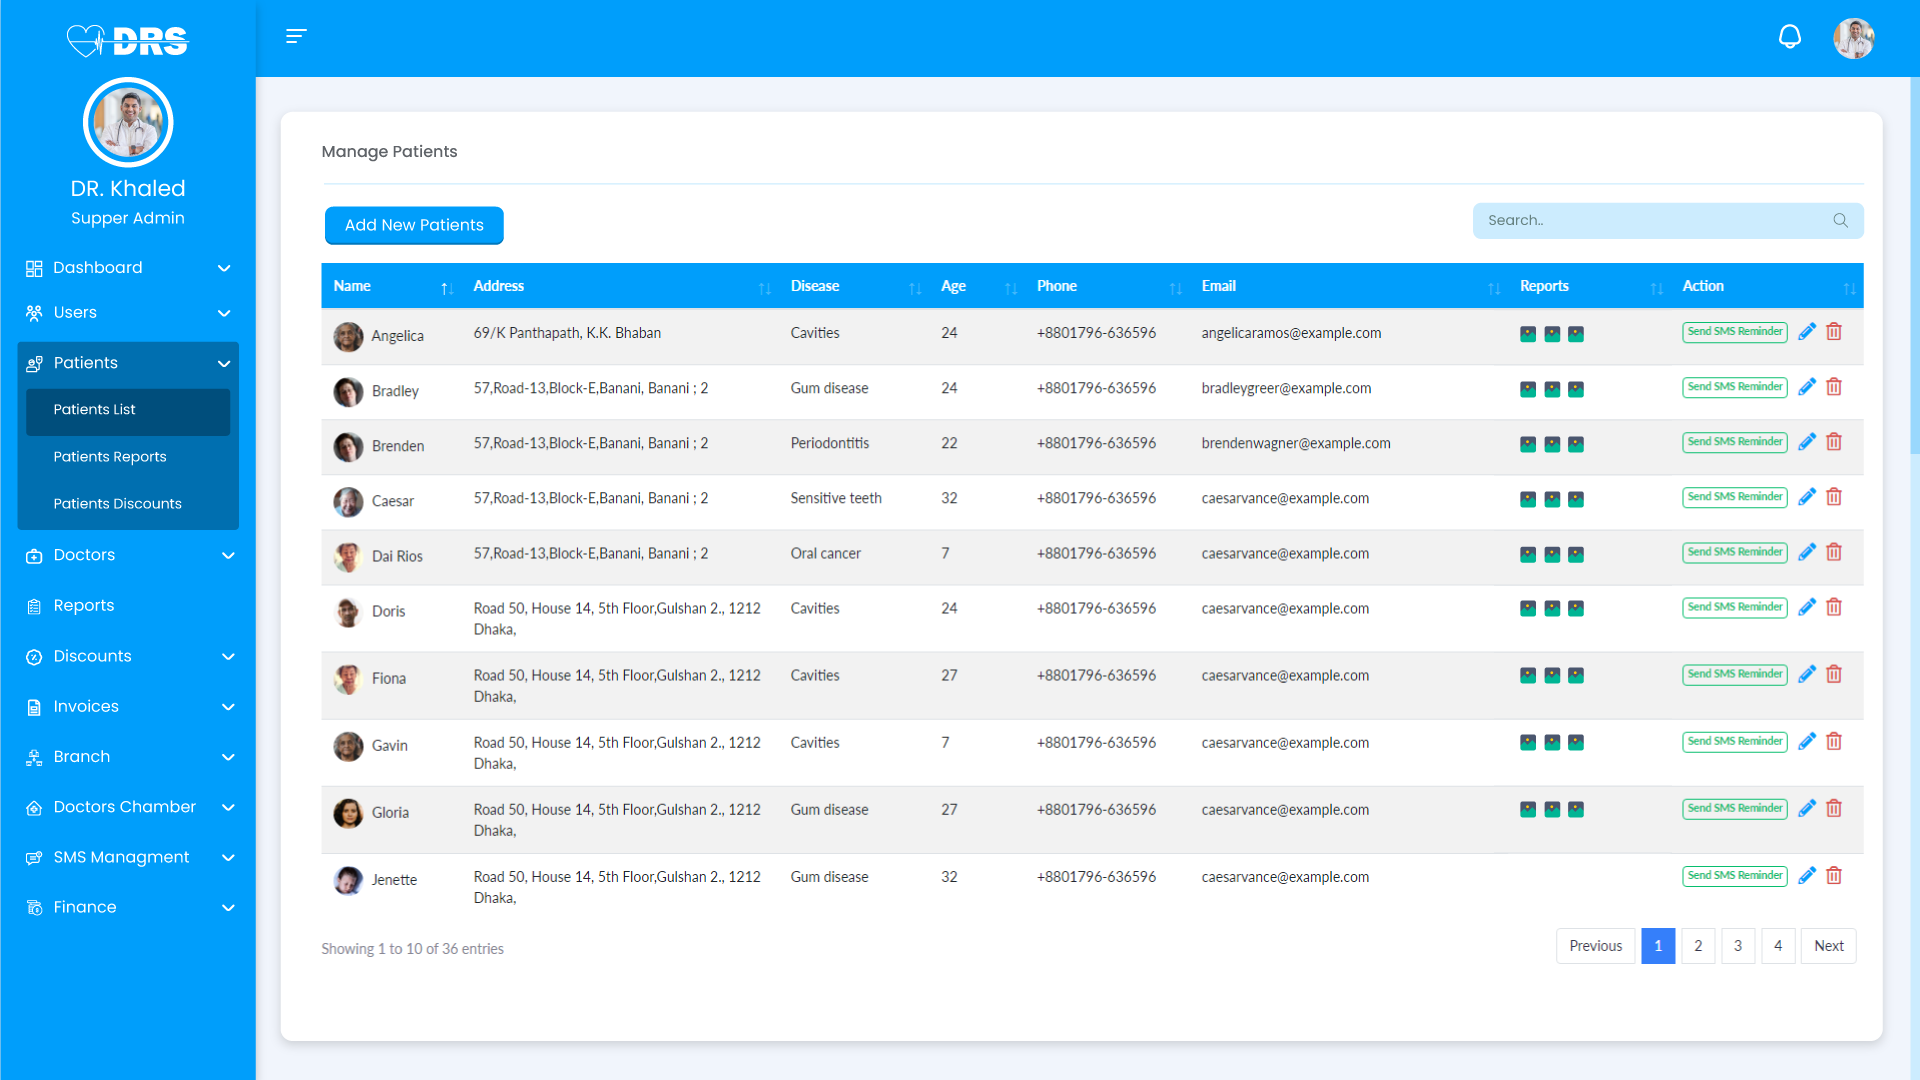 DRS
DR. Khaled
Supper Admin
Dashboard
Users
Patients
Patients List
Patients Reports
Patients Discounts
Doctors
Reports
Discounts
Invoices
Branch
Doctors Chamber
SMS Managment
Finance
Manage Patients
Add New Patients
Search..
Name Address Disease Age Phone Email Reports Action
Angelica 69/K Panthapath, K.K. Bhaban Cavities 24 +8801796-636596 angelicaramos@example.com Send SMS Reminder
Bradley 57,Road-13,Block-E,Banani, Banani ; 2 Gum disease 24 +8801796-636596 bradleygreer@example.com Send SMS Reminder
Brenden 57,Road-13,Block-E,Banani, Banani ; 2 Periodontitis 22 +8801796-636596 brendenwagner@example.com Send SMS Reminder
Caesar 57,Road-13,Block-E,Banani, Banani ; 2 Sensitive teeth 32 +8801796-636596 caesarvance@example.com Send SMS Reminder
Dai Rios 57,Road-13,Block-E,Banani, Banani ; 2 Oral cancer 7 +8801796-636596 caesarvance@example.com Send SMS Reminder
Doris Road 50, House 14, 5th Floor,Gulshan 2., 1212 Cavities 24 +8801796-636596 caesarvance@example.com Send SMS Reminder
Dhaka,
Fiona Road 50, House 14, 5th Floor,Gulshan 2., 1212 Cavities 27 +8801796-636596 caesarvance@example.com Send SMS Reminder
Dhaka,
Gavin Road 50, House 14, 5th Floor,Gulshan 2., 1212 Cavities 7 +8801796-636596 caesarvance@example.com Send SMS Reminder
Dhaka,
Gloria Road 50, House 14, 5th Floor,Gulshan 2., 1212 Gum disease 27 +8801796-636596 caesarvance@example.com Send SMS Reminder
Dhaka,
Jenette Road 50, House 14, 5th Floor,Gulshan 2., 1212 Gum disease 32 +8801796-636596 caesarvance@example.com Send SMS Reminder
Dhaka,
Showing 1 to 10 of 36 entries
Previous 1 2 3 4 Next